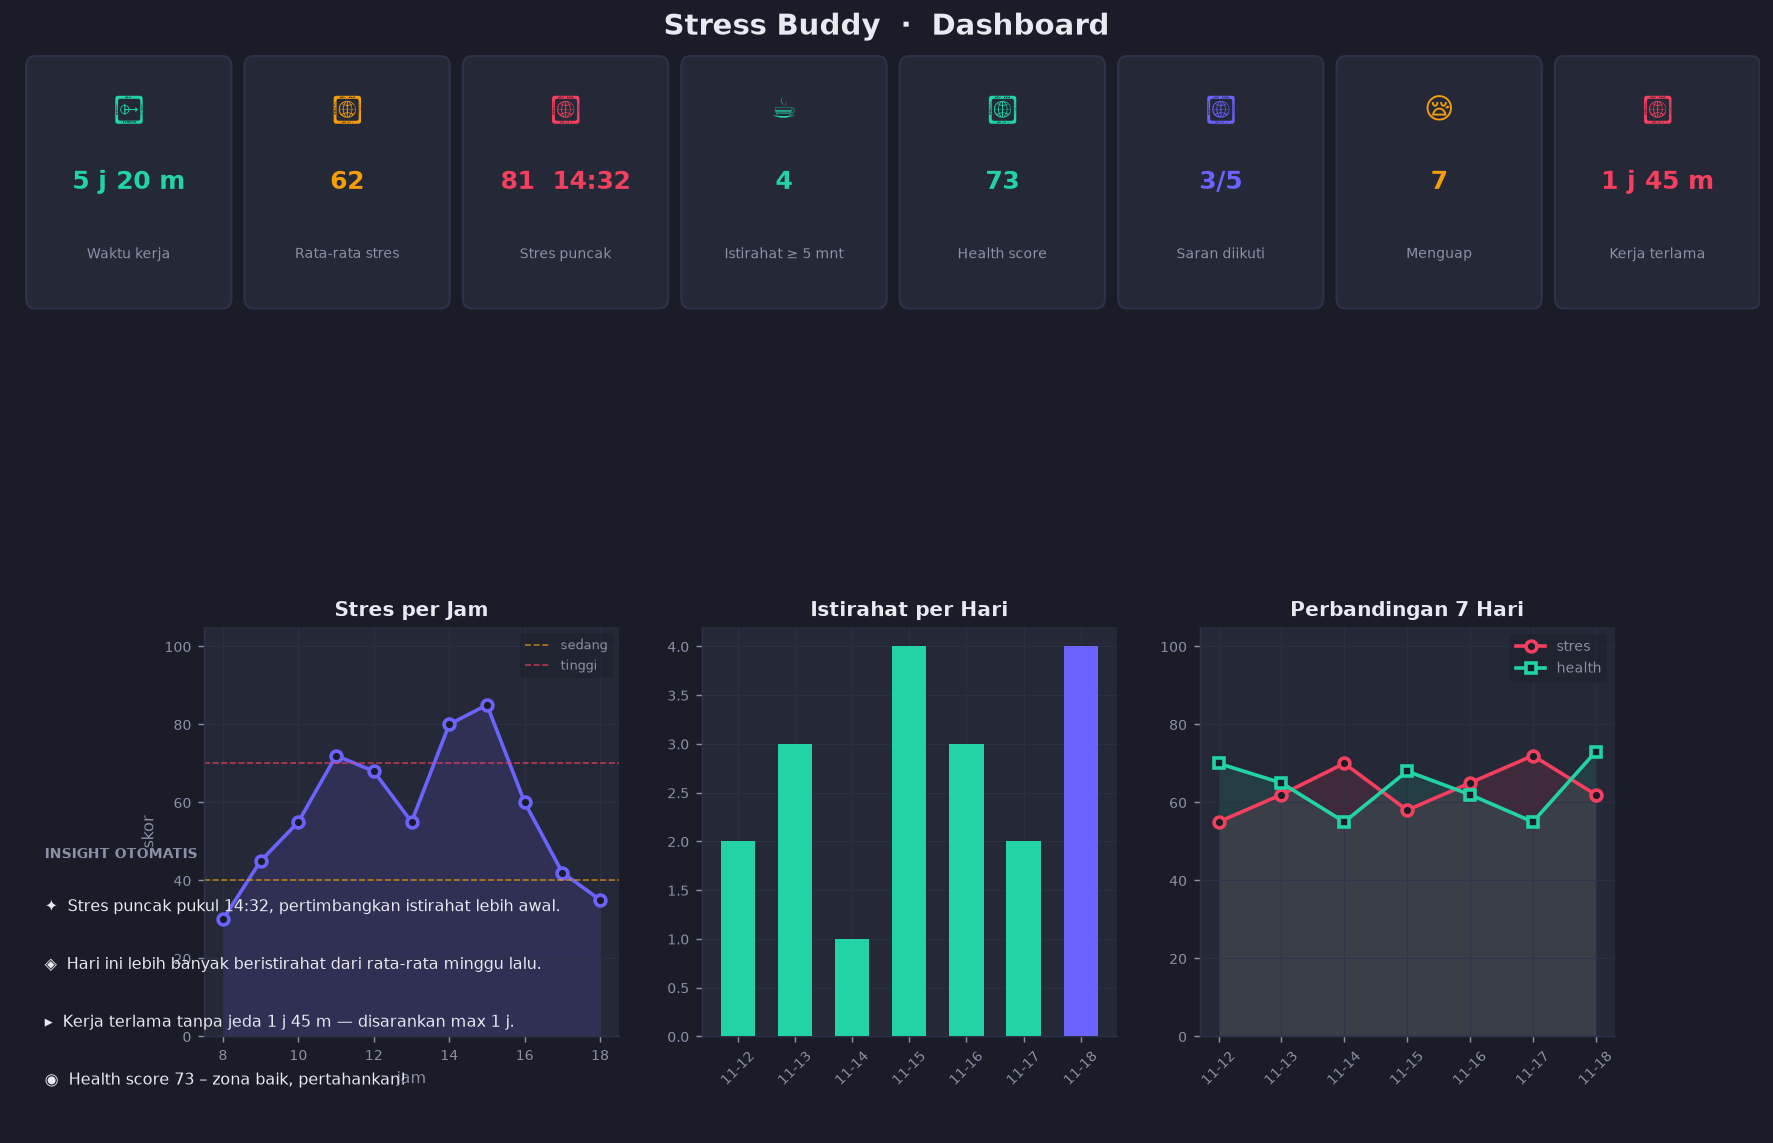 Stress Buddy · Dashboard
5 j 20 m
Waktu kerja
62
Rata-rata stres
81 14:32
Stres puncak
4
Istirahat ≥ 5 mnt
73
Health score
3/5
Saran diikuti
7
Menguap
1 j 45 m
Kerja terlama
Stres per Jam
sedang
tinggi
100
80
60
40
20
0
skor
8 10 12 14 16 18
jam
Istirahat per Hari
4.0
3.5
3.0
2.5
2.0
1.5
1.0
0.5
0.0
11-12 11-13 11-14 11-15 11-16 11-17 11-18
Perbandingan 7 Hari
stres
health
100
80
60
40
20
0
11-12 11-13 11-14 11-15 11-16 11-17 11-18
INSIGHT OTOMATIS
✦ Stres puncak pukul 14:32, pertimbangkan istirahat lebih awal.
◈ Hari ini lebih banyak beristirahat dari rata-rata minggu lalu.
▸ Kerja terlama tanpa jeda 1 j 45 m — disarankan max 1 j.
◉ Health score 73 – zona baik, pertahankan!